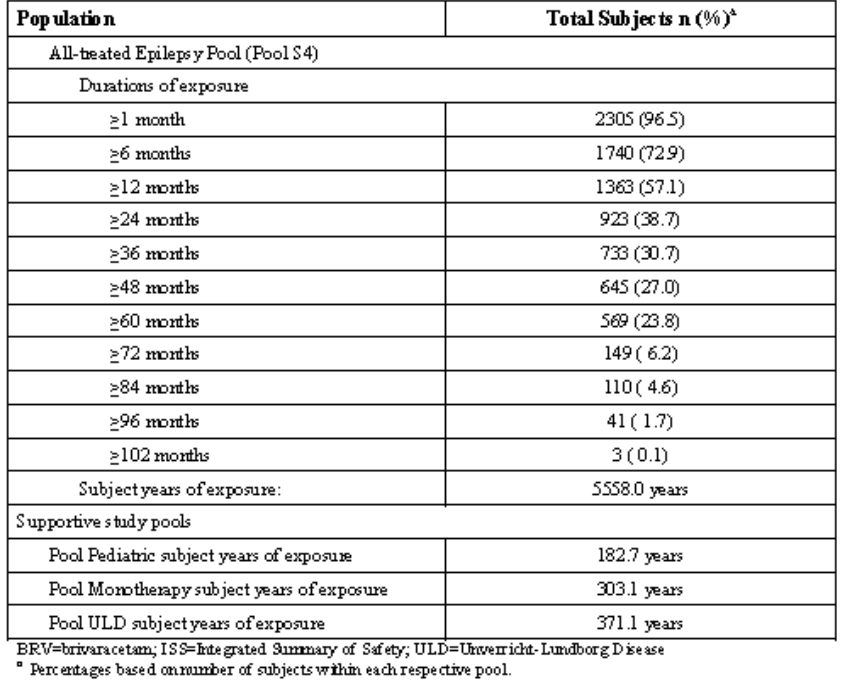 Population Total Subjects n (%)ᵃ
All-treated Epilepsy Pool (Pool S4)
Durations of exposure
≥1 month 2305 (96.5)
≥6 months 1740 (72.9)
≥12 months 1363 (57.1)
≥24 months 923 (38.7)
≥36 months 733 (30.7)
≥48 months 645 (27.0)
≥60 months 569 (23.8)
≥72 months 149 ( 6.2)
≥84 months 110 ( 4.6)
≥96 months 41 ( 1.7)
≥102 months 3 ( 0.1)
Subject years of exposure: 5558.0 years
Supportive study pools
Pool Pediatric subject years of exposure 182.7 years
Pool Monotherapy subject years of exposure 303.1 years
Pool ULD subject years of exposure 371.1 years
BRV=brivaracetam; ISS=Integrated Summary of Safety; ULD=Unverricht-Lundborg Disease
ᵃ Percentages based on number of subjects within each respective pool.